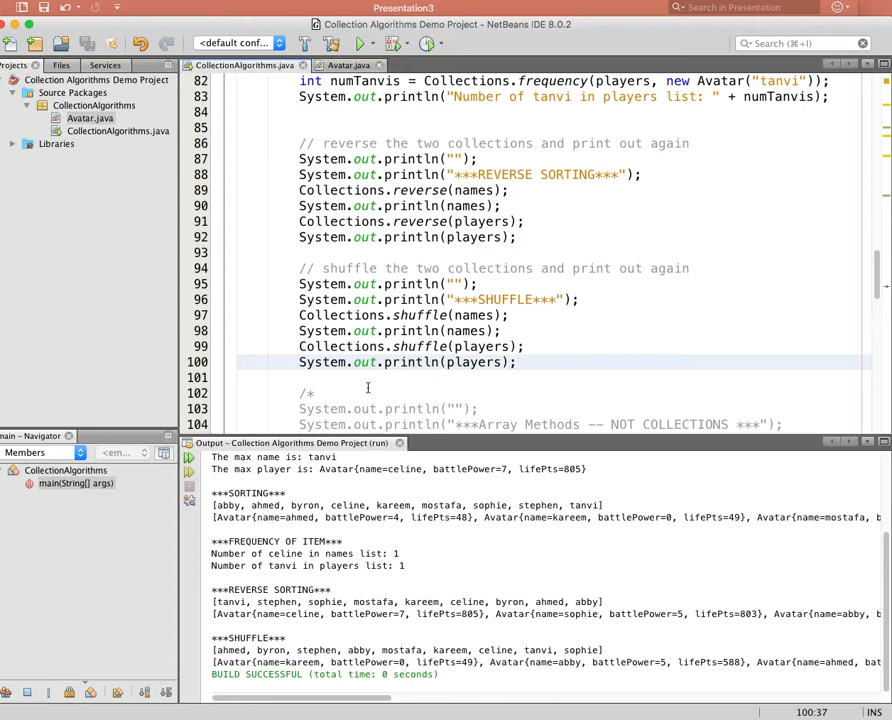 Presentation3
Search in Presentation
Collection Algorithms Demo Project - NetBeans IDE 8.0.2
<default conf...
Search (⌘+I)
Projects
Files
Services
CollectionAlgorithms.java
Avatar.java
Collection Algorithms Demo Project
Source Packages
CollectionAlgorithms
Avatar.java
CollectionAlgorithms.java
Libraries
82 int numTanvis = Collections.frequency(players, new Avatar("tanvi"));
83 System.out.println("Number of tanvi in players list: " + numTanvis);
84
85
86 // reverse the two collections and print out again
87 System.out.println("");
88 System.out.println("***REVERSE SORTING***");
89 Collections.reverse(names);
90 System.out.println(names);
91 Collections.reverse(players);
92 System.out.println(players);
93
94 // shuffle the two collections and print out again
95 System.out.println("");
96 System.out.println("***SHUFFLE***");
97 Collections.shuffle(names);
98 System.out.println(names);
99 Collections.shuffle(players);
100 System.out.println(players);
101
102 /*
103 System.out.println("");
104 System.out.println("***Array Methods -- NOT COLLECTIONS ***");
main - Navigator
Members
<em...
CollectionAlgorithms
main(String[] args)
Output - Collection Algorithms Demo Project (run)
The max name is: tanvi
The max player is: Avatar{name=celine, battlePower=7, lifePts=805}
***SORTING***
[abby, ahmed, byron, celine, kareem, mostafa, sophie, stephen, tanvi]
[Avatar{name=ahmed, battlePower=4, lifePts=48}, Avatar{name=kareem, battlePower=0, lifePts=49}, Avatar{name=mostafa, b
***FREQUENCY OF ITEM***
Number of celine in names list: 1
Number of tanvi in players list: 1
***REVERSE SORTING***
[tanvi, stephen, sophie, mostafa, kareem, celine, byron, ahmed, abby]
[Avatar{name=celine, battlePower=7, lifePts=805}, Avatar{name=sophie, battlePower=5, lifePts=803}, Avatar{name=abby, b
***SHUFFLE***
[ahmed, byron, stephen, abby, mostafa, kareem, celine, tanvi, sophie]
[Avatar{name=kareem, battlePower=0, lifePts=49}, Avatar{name=abby, battlePower=5, lifePts=588}, Avatar{name=ahmed, bat
BUILD SUCCESSFUL (total time: 0 seconds)
100:37
INS